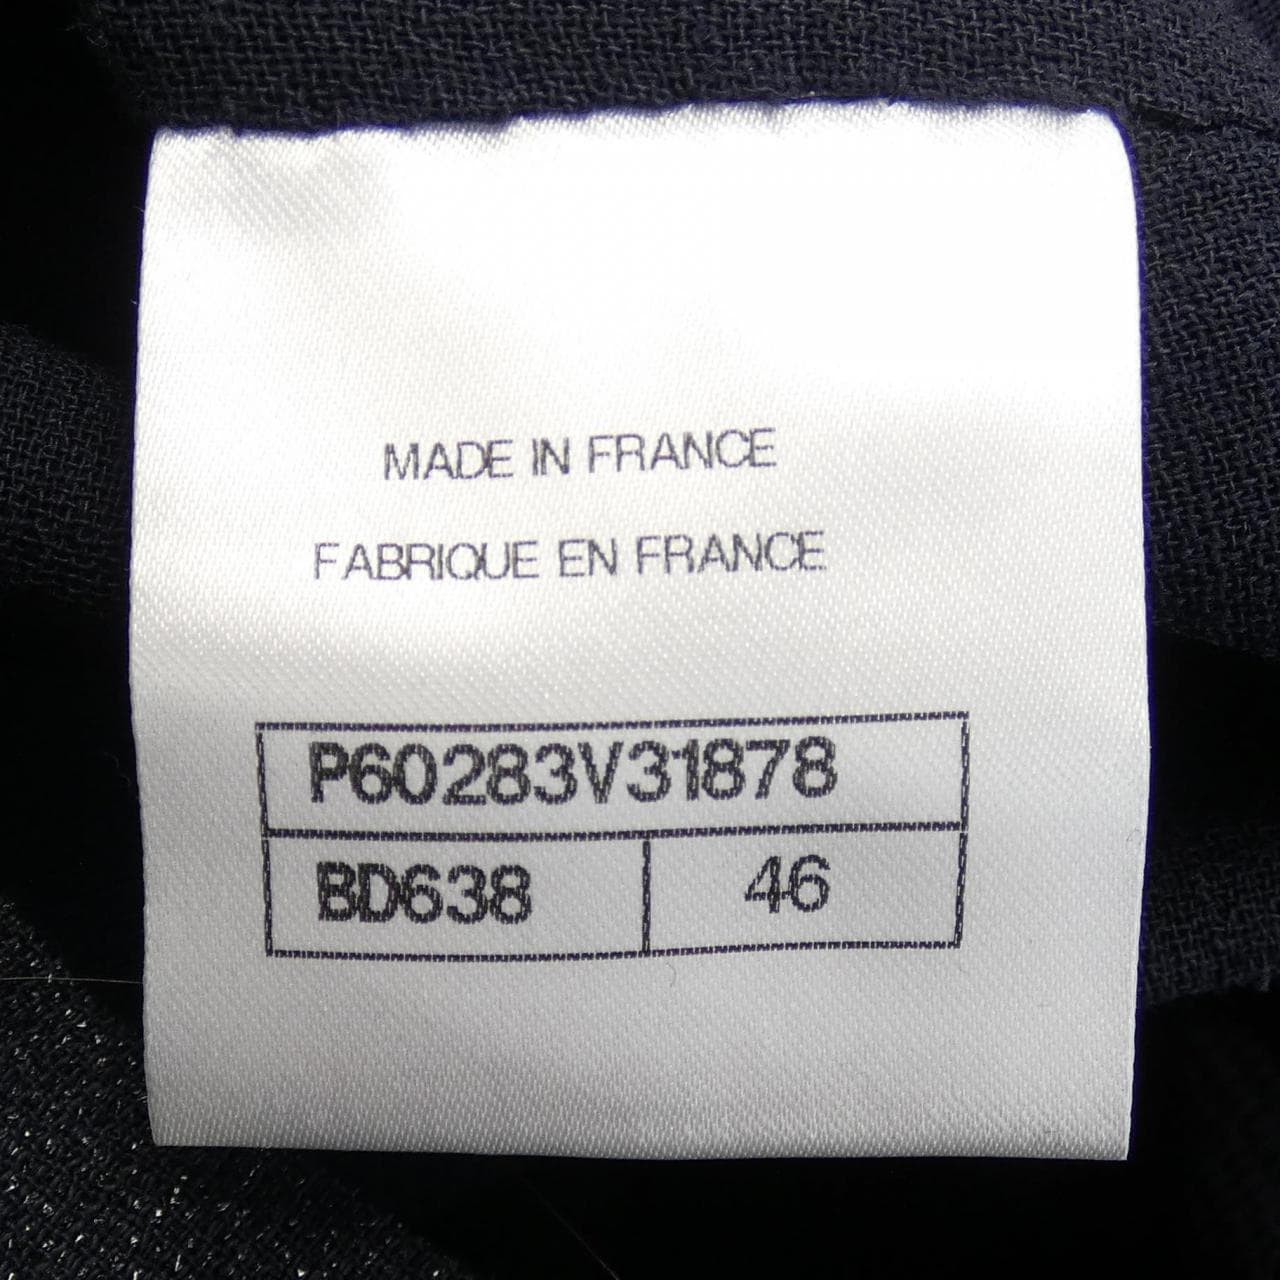 MADE IN FRANCE
FABRIQUE EN FRANCE
P60283V31878
BD638 46